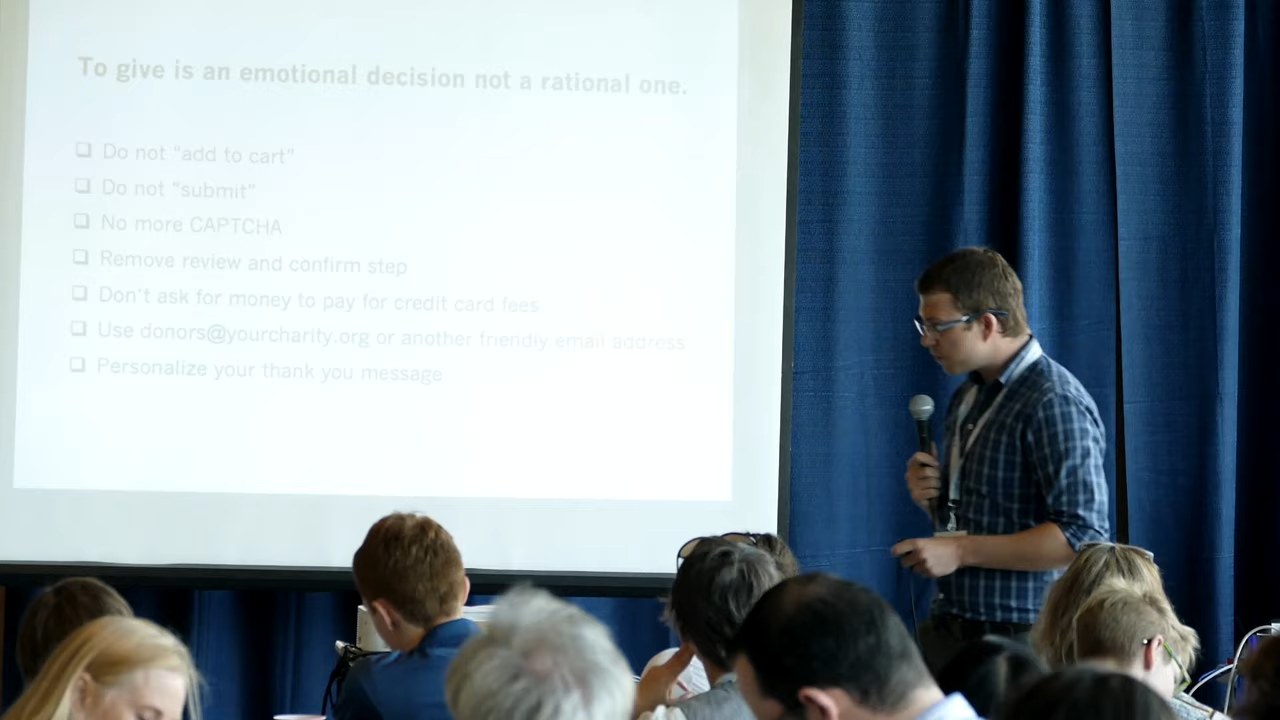 To give is an emotional decision not a rational one.
Do not “add to cart”
Do not “submit”
No more CAPTCHA
Remove review and confirm step
Don't ask for money to pay for credit card fees
Use donors@yourcharity.org or another friendly email address
Personalize your thank you message